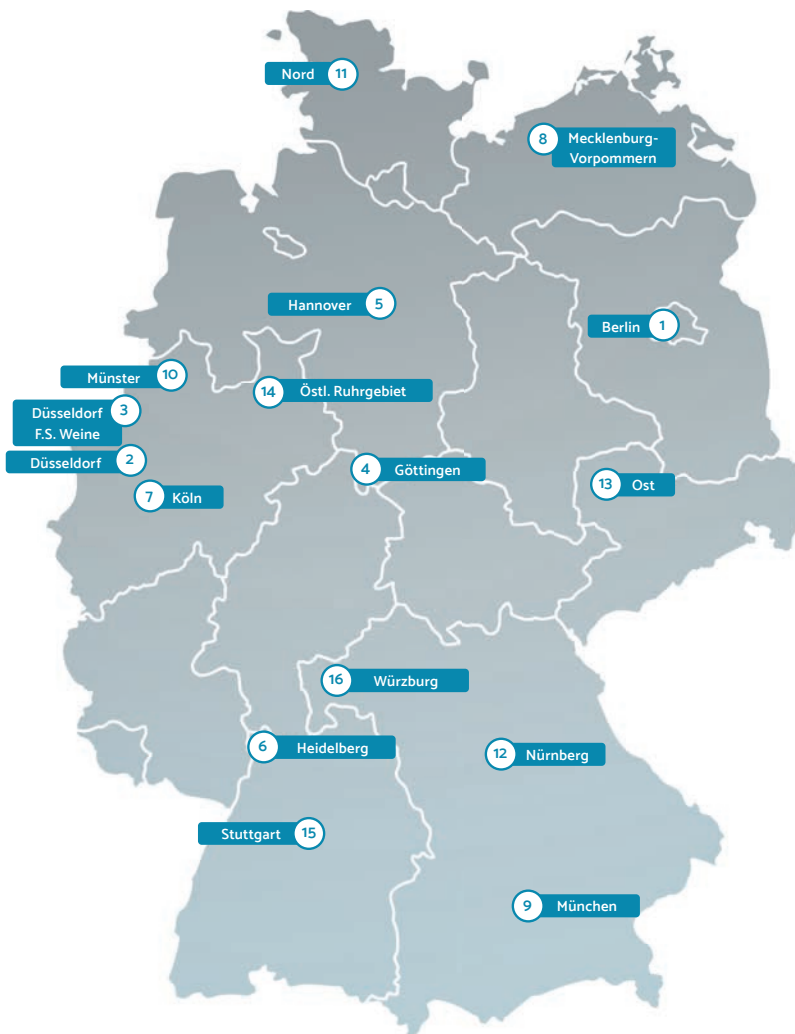 Nord 11
8 Mecklenburg-
Vorpommern
Hannover 5
Berlin 1
Münster 10
14 Östl. Ruhrgebiet
Düsseldorf 3
F.S. Weine
Düsseldorf 2
4 Göttingen
13 Ost
7 Köln
16 Würzburg
6 Heidelberg
12 Nürnberg
Stuttgart 15
9 München